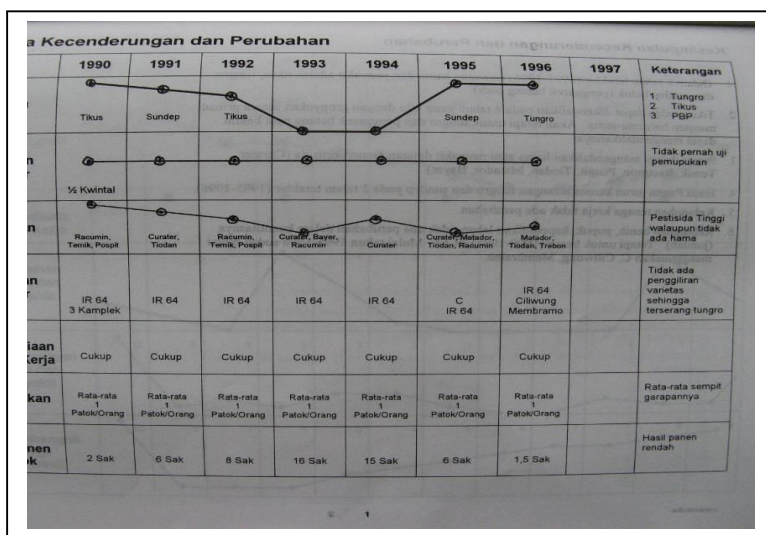 a Kecenderungan dan Perubahan
1990 1991 1992 1993 1994 1995 1996 1997 Keterangan
Tikus Sundep Tikus Sundep Tungro
1. Tungro
2. Tikus
3. PBP
½ Kwintal
Tidak pernah uji
pemupukan
Racumin, Curater, Racumin, Curater, Bayer, Curater Curater, Matador, Matador,
Temik, Pospit Tiodan Temik, Pospit Racumin Tiodan, Racumin Tiodan, Trebon
Pestisida Tinggi
walaupun tidak
ada hama
IR 64 IR 64 IR 64 IR 64 IR 64 C IR 64
3 Kamplek IR 64 Ciliwung
Membramo
Tidak ada
penggiliran
varietas
sehingga
terserang tungro
iaan
Kerja Cukup Cukup Cukup Cukup Cukup Cukup Cukup
kan
Rata-rata Rata-rata Rata-rata Rata-rata Rata-rata Rata-rata Rata-rata
1 1 1 1 1 1 1
Patok/Orang Patok/Orang Patok/Orang Patok/Orang Patok/Orang Patok/Orang Patok/Orang
Rata-rata sempit
garapannya
nen
k 2 Sak 6 Sak 8 Sak 16 Sak 15 Sak 6 Sak 1,5 Sak
Hasil panen
rendah
1